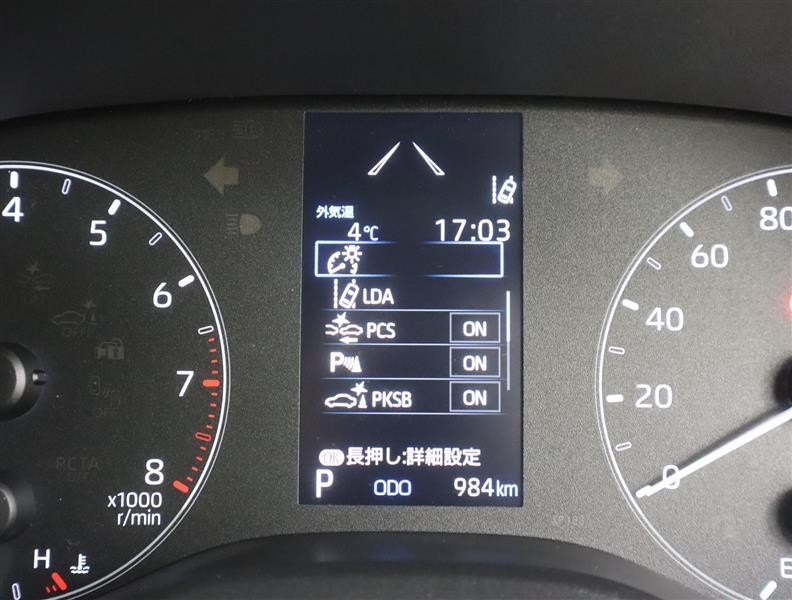 外気温
4℃ 17:03
LDA
PCS ON
P ON
PKSB ON
OK 長押し:詳細設定
P ODO 984km
4
5
6
7
8
x1000
r/min
H
80
60
40
20
0
E
OFF
OFF
RCTA